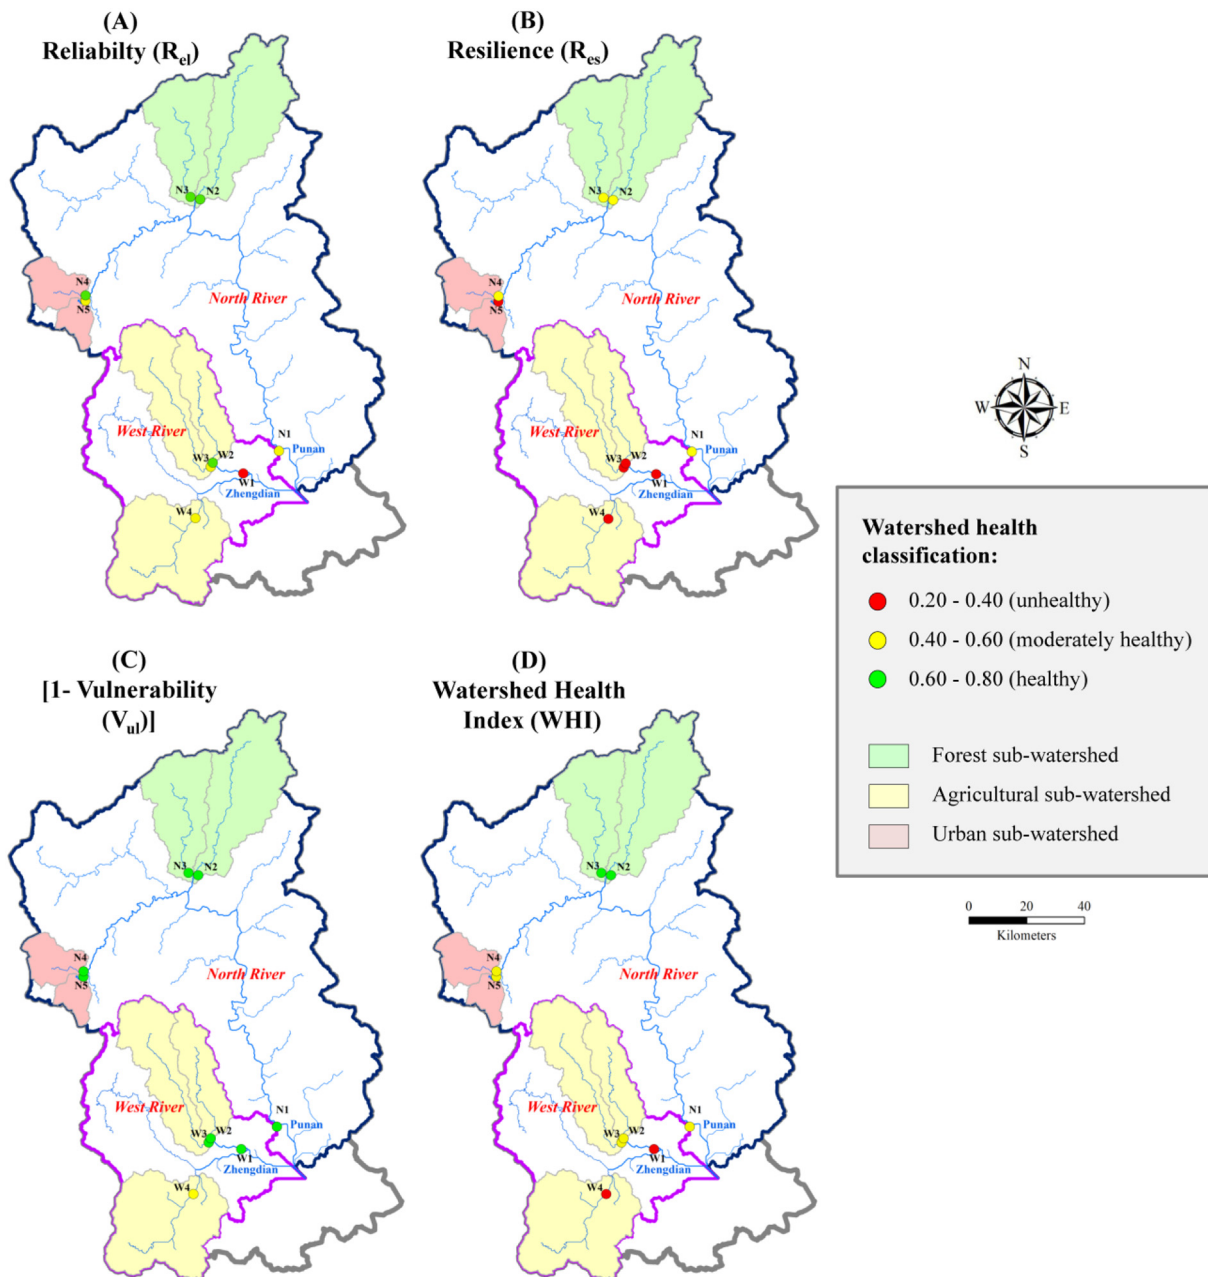 (A)
Reliabilty (Rel)
N3
N2
N4
N5
North River
West River
N1
Punan
W3
W2
W1
Zhengdian
W4
(B)
Resilience (Res)
N3
N2
N4
N5
North River
West River
N1
Punan
W3
W2
W1
Zhengdian
W4
N
W
E
S
Watershed health
classification:
0.20 - 0.40 (unhealthy)
0.40 - 0.60 (moderately healthy)
0.60 - 0.80 (healthy)
Forest sub-watershed
Agricultural sub-watershed
Urban sub-watershed
0 20 40
Kilometers
(C)
[1- Vulnerability
(Vul)]
N3
N2
N4
N5
North River
West River
N1
Punan
W3
W2
W1
Zhengdian
W4
(D)
Watershed Health
Index (WHI)
N3
N2
N4
N5
North River
West River
N1
Punan
W3
W2
W1
Zhengdian
W4